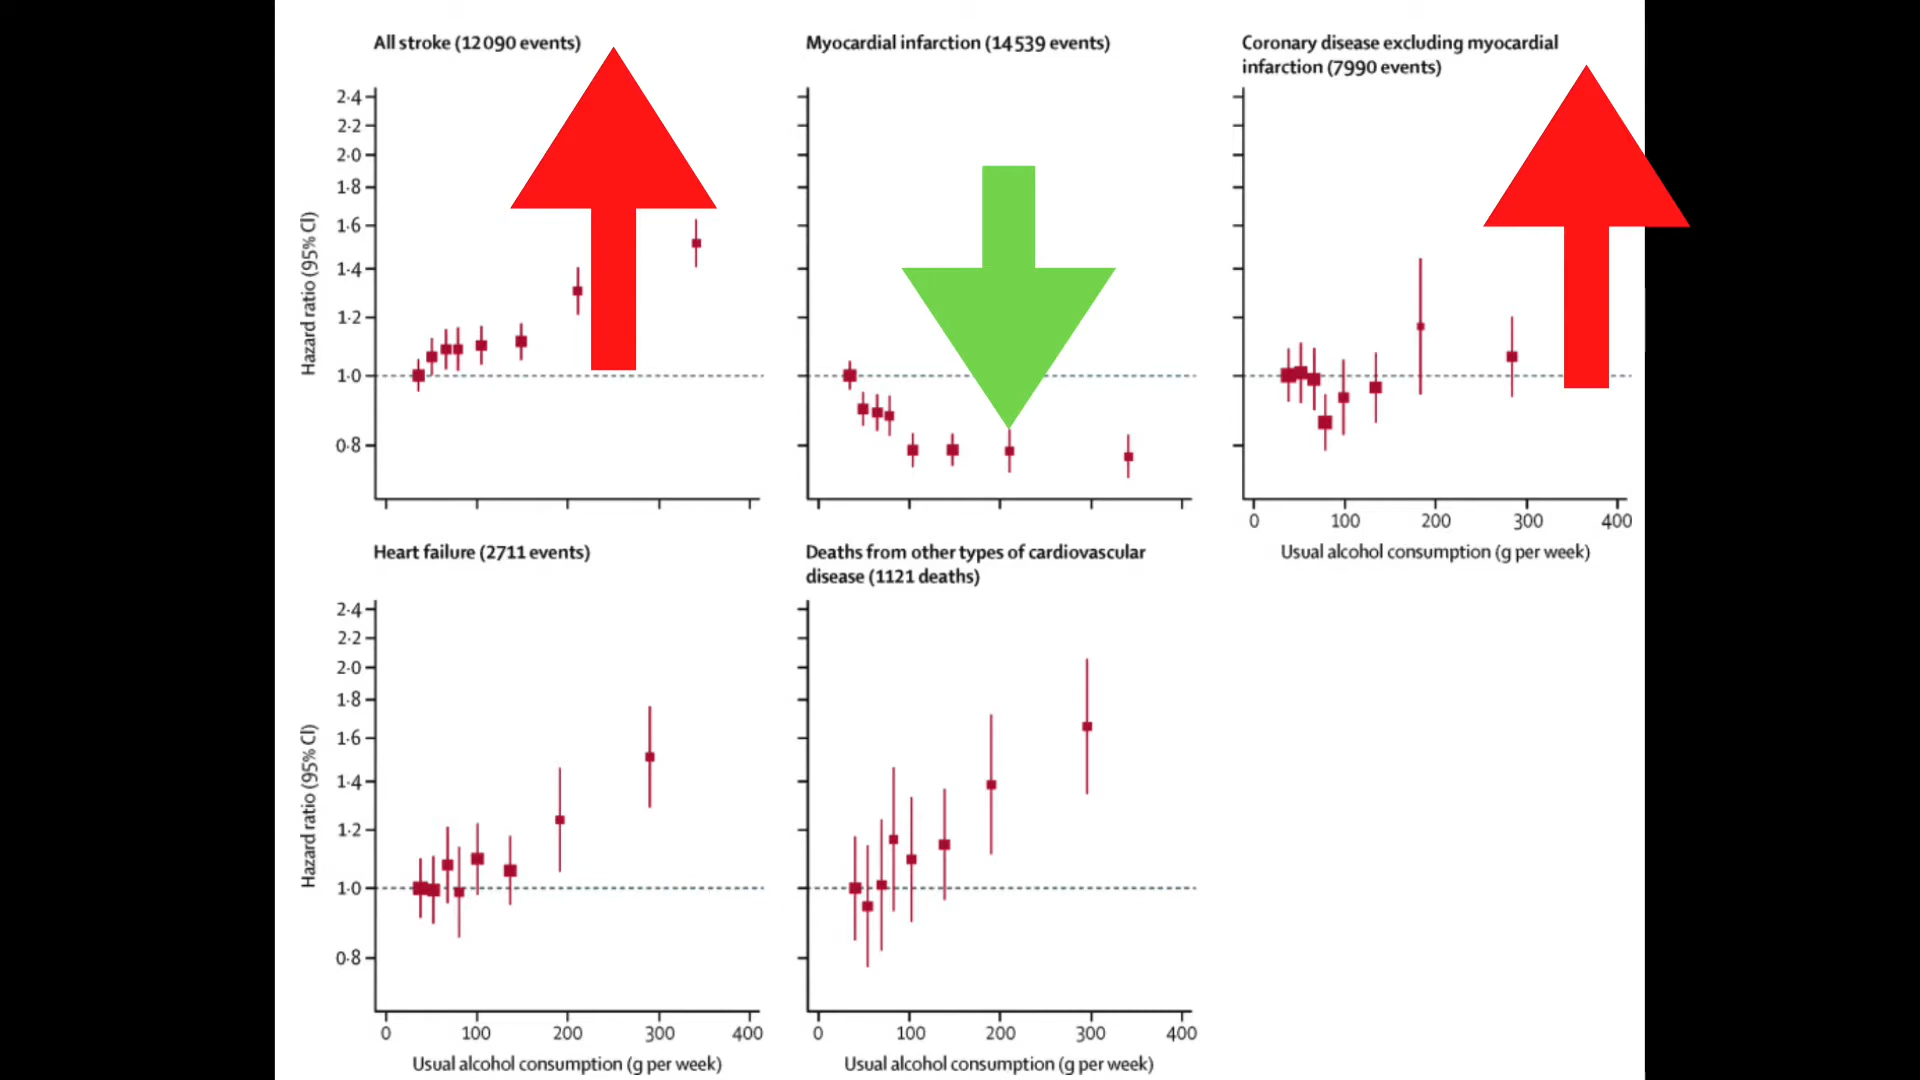 All stroke (12 090 events)
Myocardial infarction (14 539 events)
Coronary disease excluding myocardial
infarction (7990 events)
2·4
2·2
2·0
1·8
1·6
1·4
1·2
1·0
0·8
Hazard ratio (95% CI)
0 100 200 300 400
Usual alcohol consumption (g per week)
Heart failure (2711 events)
Deaths from other types of cardiovascular
disease (1121 deaths)
2·4
2·2
2·0
1·8
1·6
1·4
1·2
1·0
0·8
Hazard ratio (95% CI)
0 100 200 300 400
Usual alcohol consumption (g per week)
0 100 200 300 400
Usual alcohol consumption (g per week)